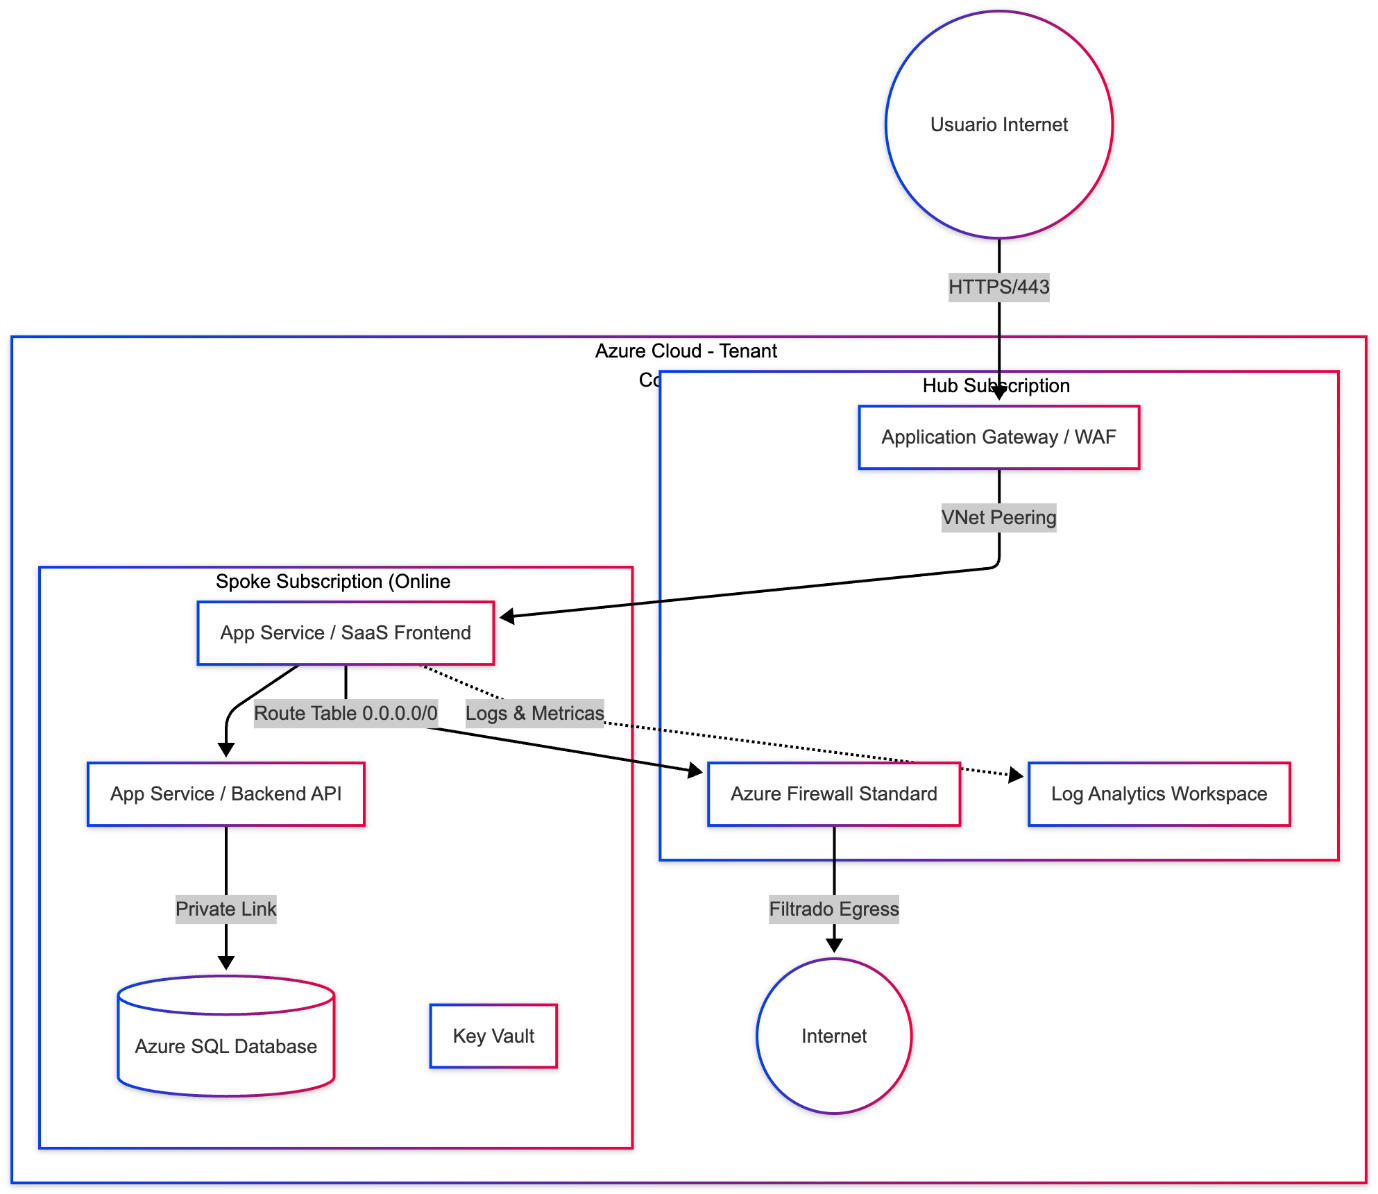 Usuario Internet
HTTPS/443
Azure Cloud - Tenant
Hub Subscription
Application Gateway / WAF
VNet Peering
Spoke Subscription (Online
App Service / SaaS Frontend
Route Table 0.0.0.0/0
Logs & Metricas
App Service / Backend API
Azure Firewall Standard
Log Analytics Workspace
Private Link
Filtrado Egress
Azure SQL Database
Key Vault
Internet